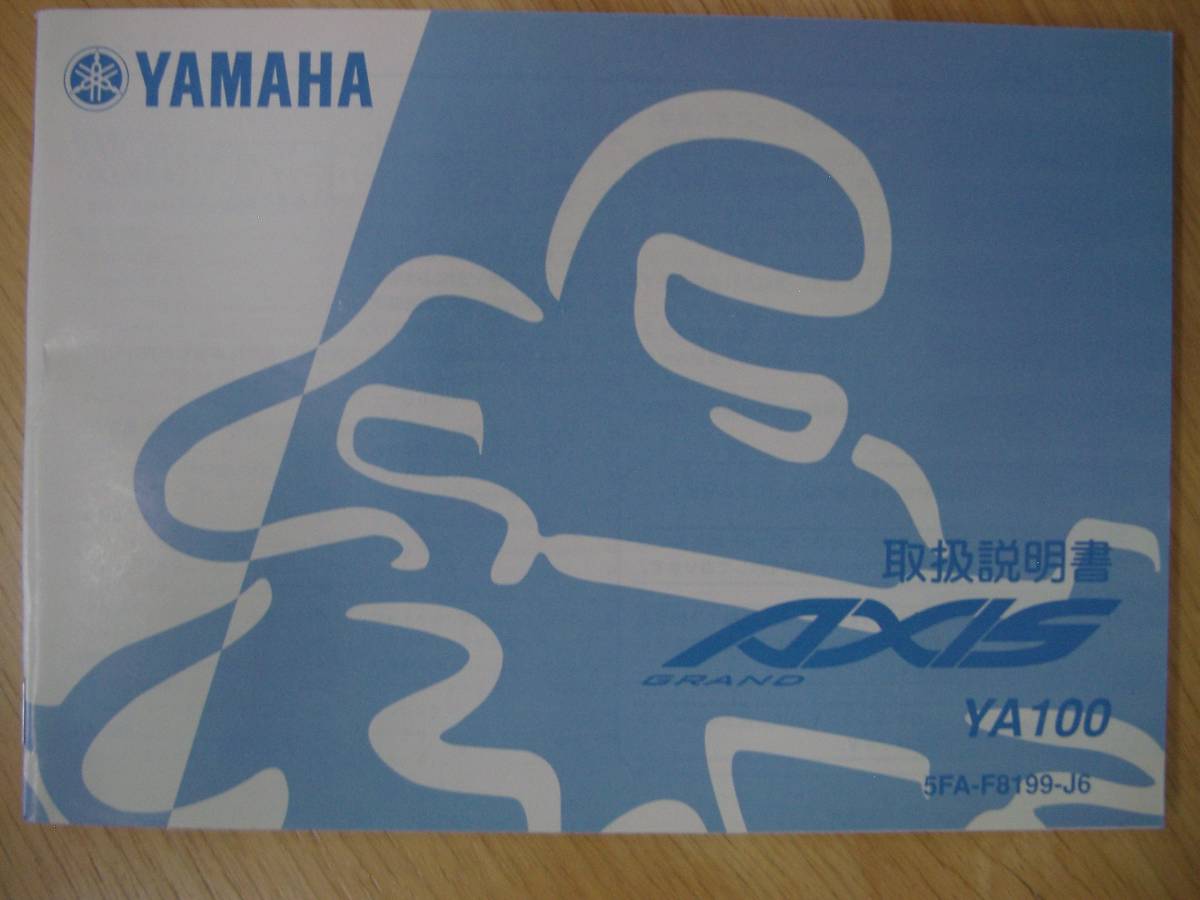 YAMAHA
取扱説明書
AXIS
GRAND
YA100
5FA-F8199-J6